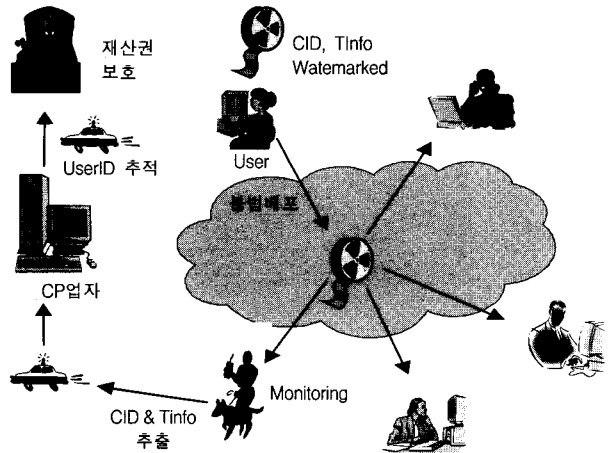 재산권
보호
CID, TInfo
Watemarked
UserID 추적
User
불법배포
CP업자
Monitoring
CID & Tinfo
추출